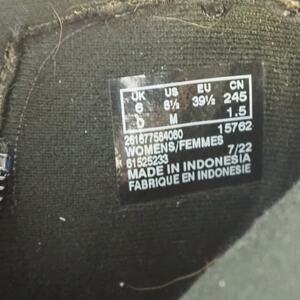 UK US EU CN
6 8½ 39½ 245
D M 1.5
261677584060 15762
WOMENS/FEMMES 7/22
61525233
MADE IN INDONESIA
FABRIQUE EN INDONESIE